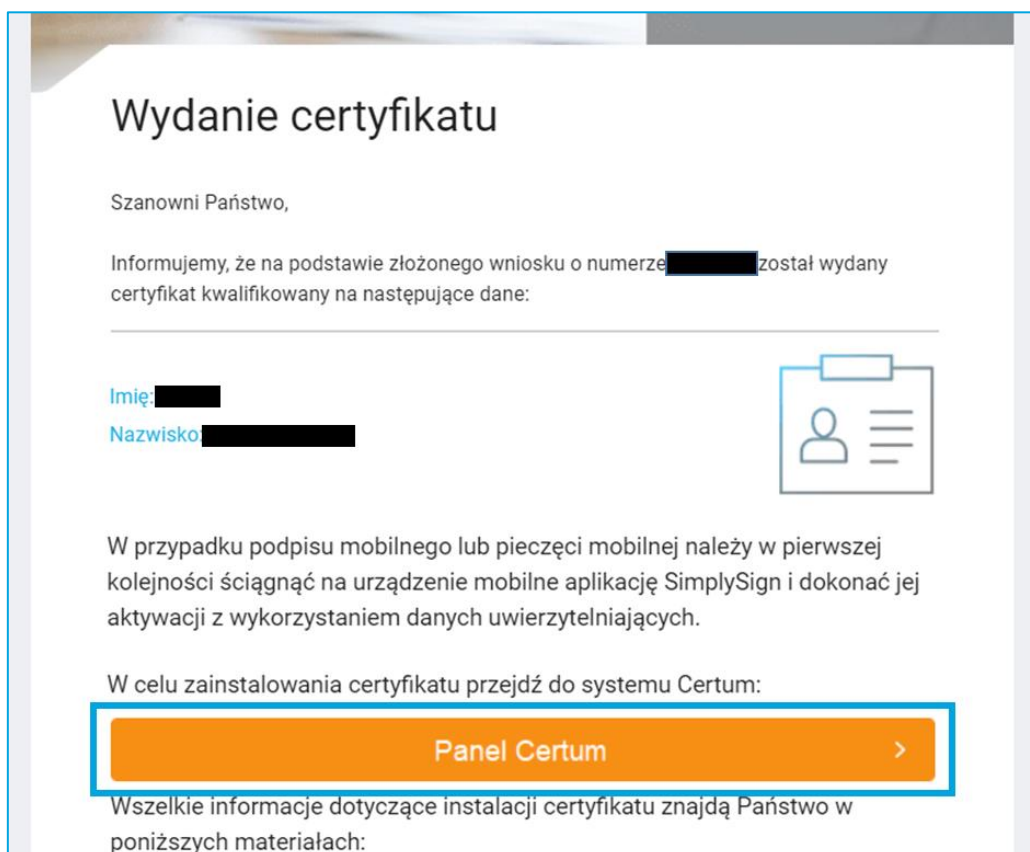 Wydanie certyfikatu
Szanowni Państwo,
Informujemy, że na podstawie złożonego wniosku o numerze został wydany
certyfikat kwalifikowany na następujące dane:
Imię:
Nazwisko:
W przypadku podpisu mobilnego lub pieczęci mobilnej należy w pierwszej
kolejności ściągnąć na urządzenie mobilne aplikację SimplySign i dokonać jej
aktywacji z wykorzystaniem danych uwierzytelniających.
W celu zainstalowania certyfikatu przejdź do systemu Certum:
Panel Certum >
Wszelkie informacje dotyczące instalacji certyfikatu znajdą Państwo w
poniższych materiałach: